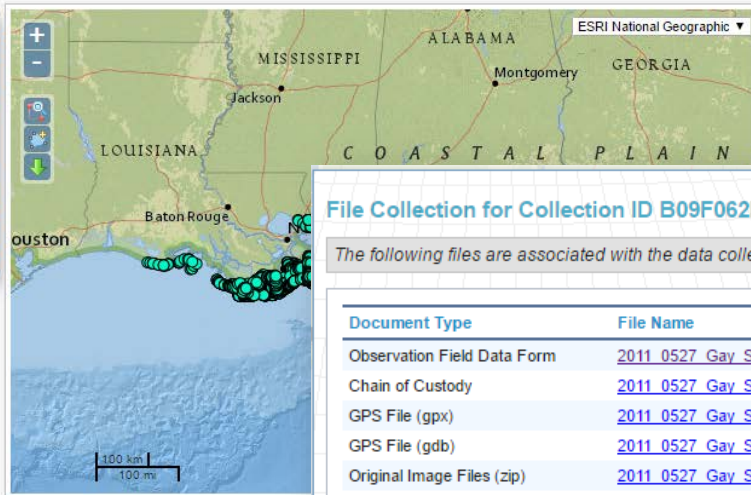 +
ESRI National Geographic ▼
−
ALABAMA
MISSISSIPPI
GEORGIA
Montgomery
Jackson
LOUISIANA
COASTAL PLAIN
Baton Rouge
ouston
N
100 km
100 mi
File Collection for Collection ID B09F062
The following files are associated with the data colle
Document Type File Name
Observation Field Data Form 2011_0527_Gay_S
Chain of Custody 2011_0527_Gay_S
GPS File (gpx) 2011_0527_Gay_S
GPS File (gdb) 2011_0527_Gay_S
Original Image Files (zip) 2011_0527_Gay_S